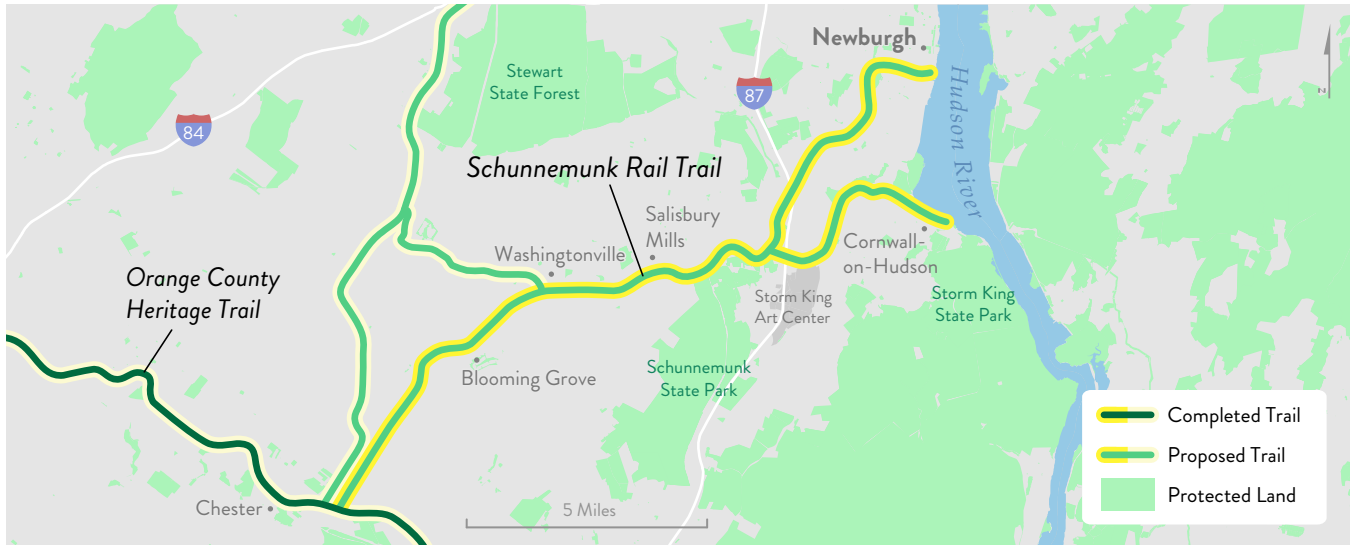 Newburgh
Stewart
State Forest
87
84
Hudson River
N
Schunnemunk Rail Trail
Salisbury
Mills
Washingtonville
Cornwall-
on-Hudson
Orange County
Heritage Trail
Storm King
Art Center
Storm King
State Park
Blooming Grove
Schunnemunk
State Park
Chester
5 Miles
Completed Trail
Proposed Trail
Protected Land